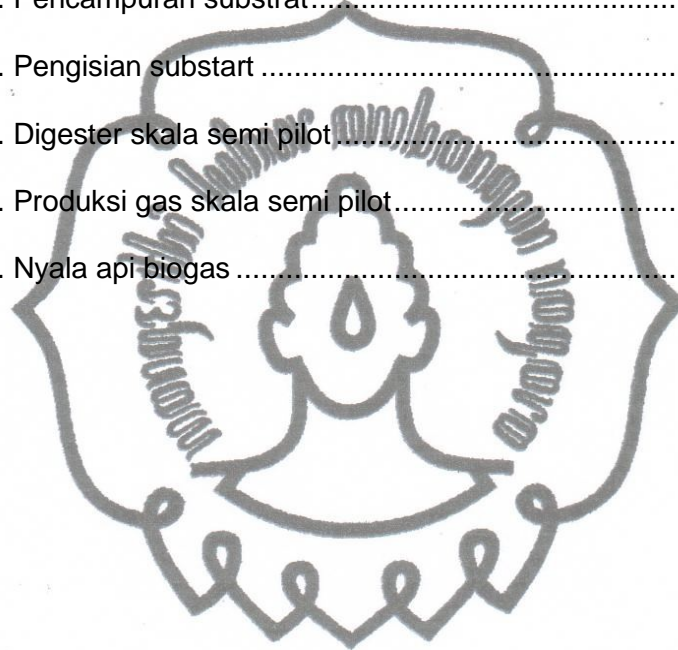 . Pencampuran substrat..............................................
. Pengisian substart ....................................................
. Digester skala semi pilot...........................................
. Produksi gas skala semi pilot...................................
. Nyala api biogas .......................................................